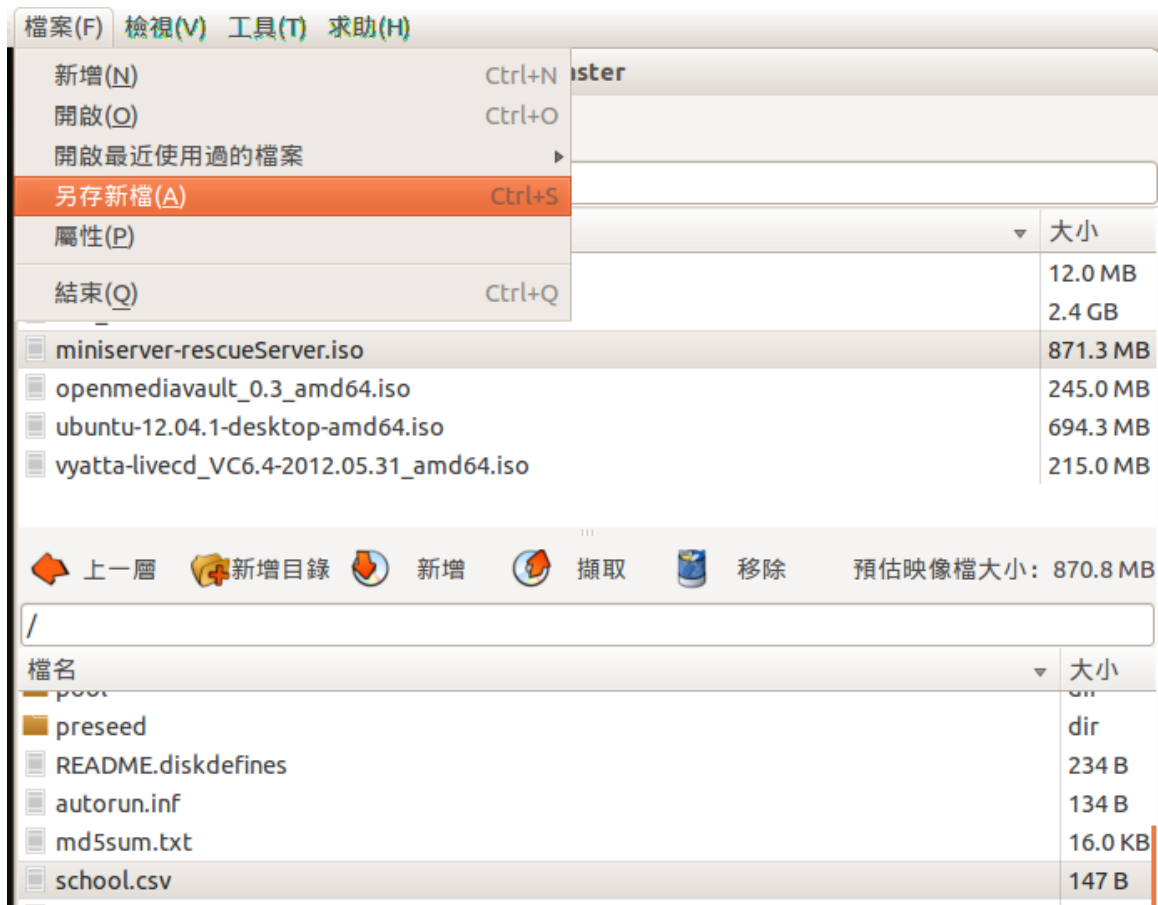 檔案(F) 檢視(V) 工具(T) 求助(H)
新增(N) Ctrl+N
開啟(O) Ctrl+O
開啟最近使用過的檔案
另存新檔(A) Ctrl+S
屬性(P)
結束(Q) Ctrl+Q
大小
12.0 MB
2.4 GB
miniserver-rescueServer.iso 871.3 MB
openmediavault_0.3_amd64.iso 245.0 MB
ubuntu-12.04.1-desktop-amd64.iso 694.3 MB
vyatta-livecd_VC6.4-2012.05.31_amd64.iso 215.0 MB
上一層 新增目錄 新增 擷取 移除 預估映像檔大小: 870.8 MB
/
檔名 大小
preseed dir
README.diskdefines 234 B
autorun.inf 134 B
md5sum.txt 16.0 KB
school.csv 147 B